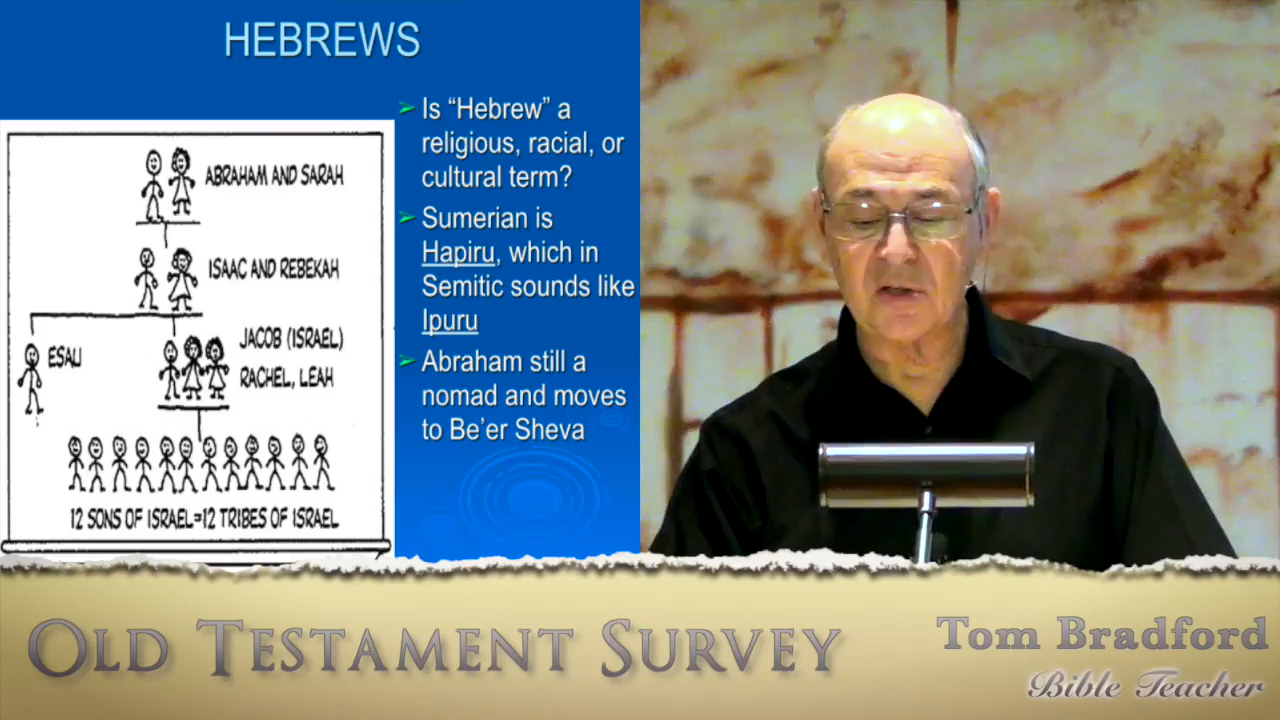 HEBREWS
ABRAHAM AND SARAH
ISAAC AND REBEKAH
ESAU
JACOB (ISRAEL)
RACHEL, LEAH
12 SONS OF ISRAEL=12 TRIBES OF ISRAEL
➢ Is “Hebrew” a
religious, racial, or
cultural term?
➢ Sumerian is
Hapiru, which in
Semitic sounds like
Ipuru
➢ Abraham still a
nomad and moves
to Be’er Sheva
OLD TESTAMENT SURVEY
Tom Bradford
Bible Teacher